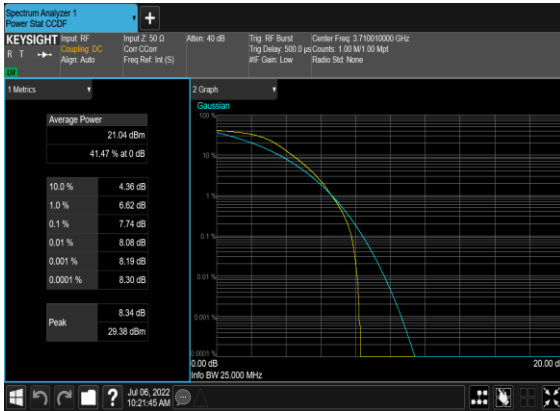 Spectrum Analyzer 1
Power Stat CCDF
+
KEYSIGHT
R T
LV
Input: RF
Coupling: DC
Align: Auto
Input Z: 50 Ω
Corr CCorr
Freq Ref: Int (S)
Atten: 40 dB
Trig: RF Burst
Trig Delay: 500.0 µs
#IF Gain: Low
Center Freq: 3.710010000 GHz
Counts: 1.00 M/1.00 Mpt
Radio Std: None
1 Metrics
Average Power
21.04 dBm
41.47 % at 0 dB
10.0 % 4.36 dB
1.0 % 6.62 dB
0.1 % 7.74 dB
0.01 % 8.08 dB
0.001 % 8.19 dB
0.0001 % 8.30 dB
Peak
8.34 dB
29.38 dBm
2 Graph
Gaussian
100 %
10 %
1 %
0.1 %
0.01 %
0.001 %
0.0001 %
0.00 dB
20.00 d
Info BW 25.000 MHz
?
Jul 06, 2022
10:21:45 AM